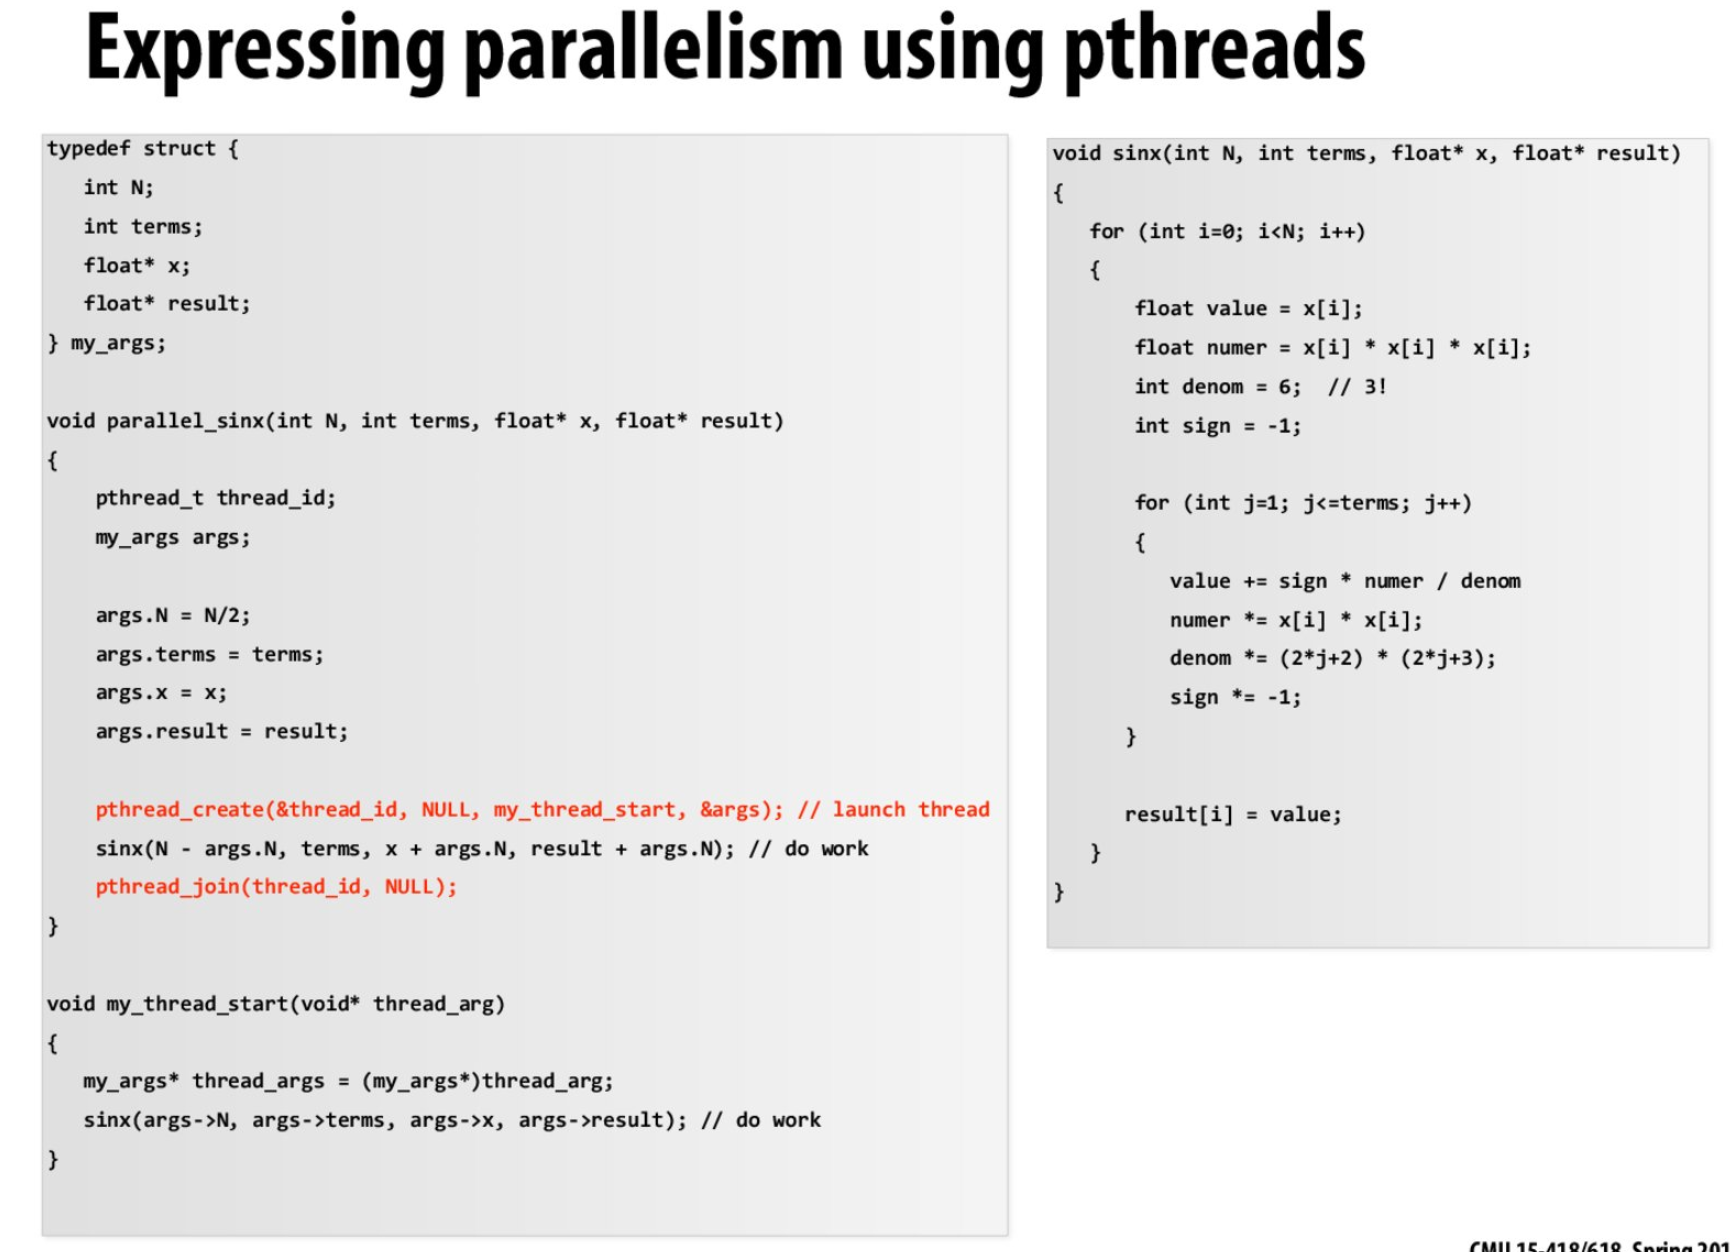 Expressing parallelism using pthreads
typedef struct {
int N;
int terms;
float* x;
float* result;
} my_args;
void parallel_sinx(int N, int terms, float* x, float* result)
{
pthread_t thread_id;
my_args args;
args.N = N/2;
args.terms = terms;
args.x = x;
args.result = result;
pthread_create(&thread_id, NULL, my_thread_start, &args); // launch thread
sinx(N - args.N, terms, x + args.N, result + args.N); // do work
pthread_join(thread_id, NULL);
}
void my_thread_start(void* thread_arg)
{
my_args* thread_args = (my_args*)thread_arg;
sinx(args->N, args->terms, args->x, args->result); // do work
}
void sinx(int N, int terms, float* x, float* result)
{
for (int i=0; i<N; i++)
{
float value = x[i];
float numer = x[i] * x[i] * x[i];
int denom = 6;  // 3!
int sign = -1;
for (int j=1; j<=terms; j++)
{
value += sign * numer / denom
numer *= x[i] * x[i];
denom *= (2*j+2) * (2*j+3);
sign *= -1;
}
result[i] = value;
}
}
CMU 15-418/618, Spring 201